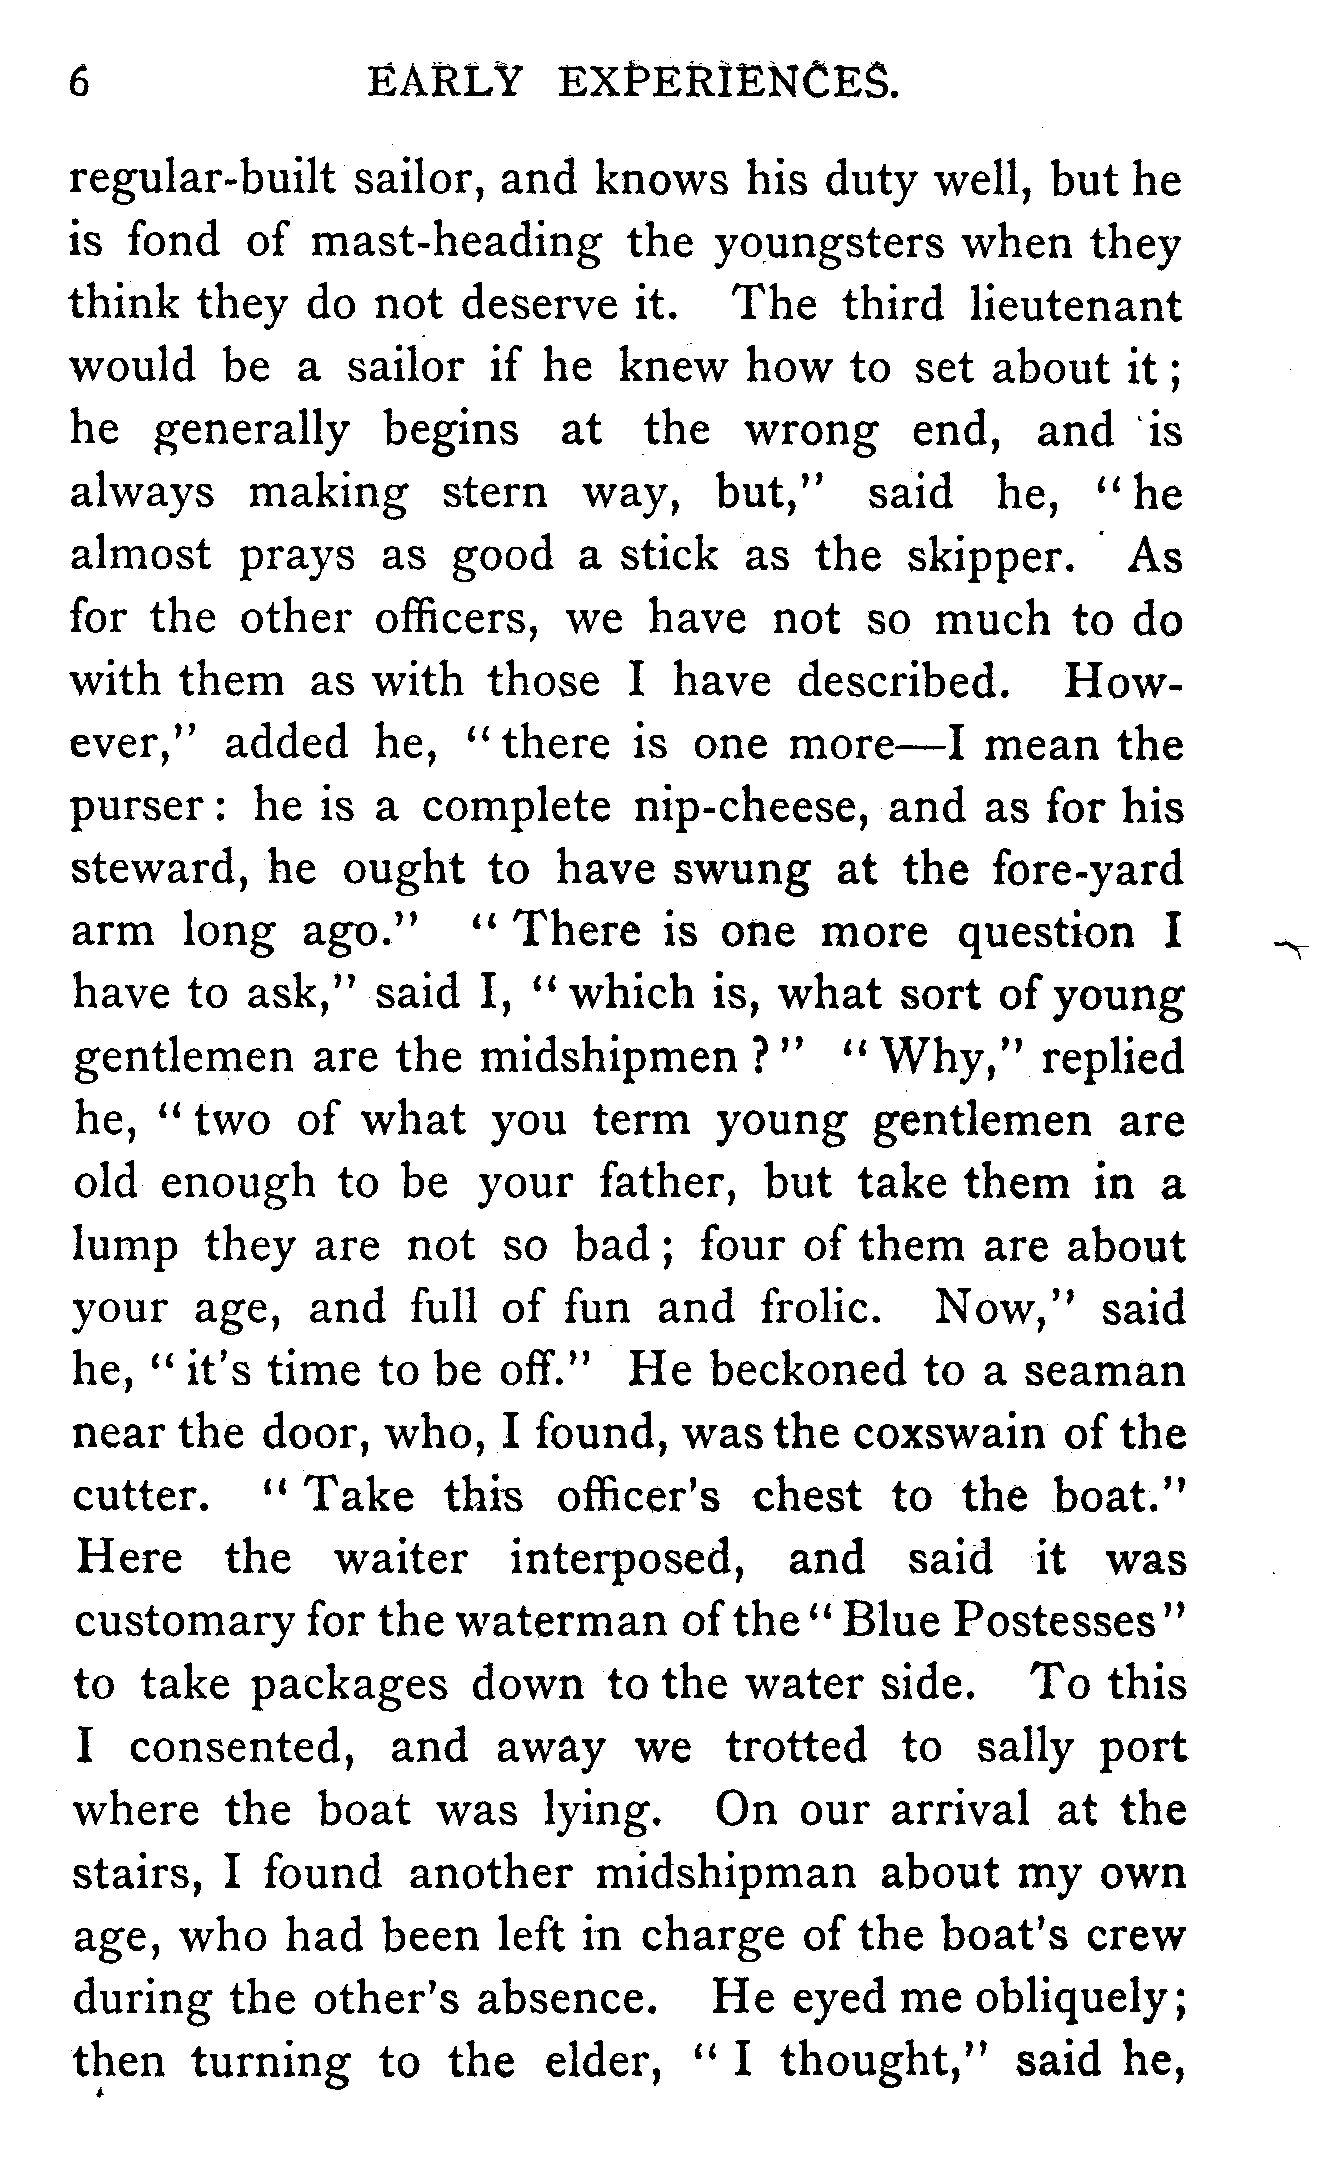 6 EARLY EXPERIENCES.
regular-built sailor, and knows his duty well, but he
is fond of mast-heading the youngsters when they
think they do not deserve it. The third lieutenant
would be a sailor if he knew how to set about it ;
he generally begins at the wrong end, and is
always making stern way, but," said he, "he
almost prays as good a stick as the skipper. As
for the other officers, we have not so much to do
with them as with those I have described. How-
ever," added he, "there is one more—I mean the
purser : he is a complete nip-cheese, and as for his
steward, he ought to have swung at the fore-yard
arm long ago." "There is one more question I
have to ask," said I, "which is, what sort of young
gentlemen are the midshipmen ?" "Why," replied
he, "two of what you term young gentlemen are
old enough to be your father, but take them in a
lump they are not so bad ; four of them are about
your age, and full of fun and frolic. Now," said
he, "it's time to be off." He beckoned to a seaman
near the door, who, I found, was the coxswain of the
cutter. "Take this officer's chest to the boat."
Here the waiter interposed, and said it was
customary for the waterman of the "Blue Postesses"
to take packages down to the water side. To this
I consented, and away we trotted to sally port
where the boat was lying. On our arrival at the
stairs, I found another midshipman about my own
age, who had been left in charge of the boat's crew
during the other's absence. He eyed me obliquely;
then turning to the elder, "I thought," said he,